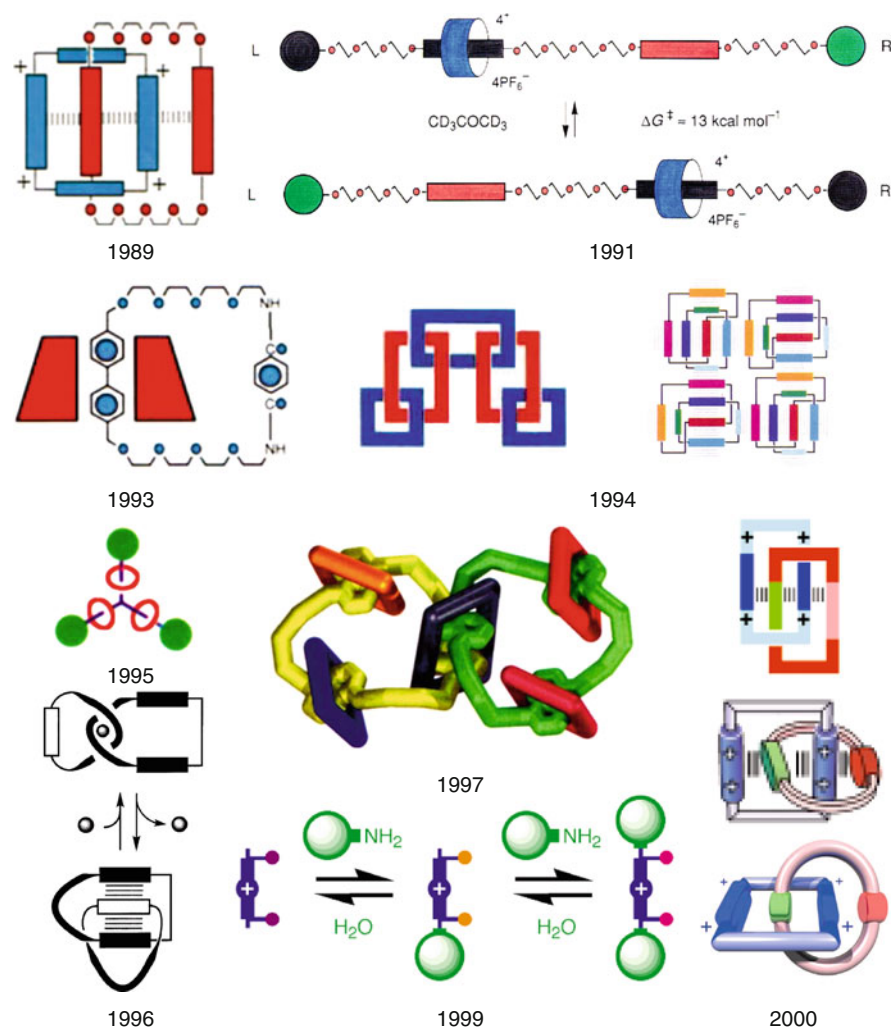 + +
+ +
1989
L 4+ R
4PF6−
CD3COCD3 ΔG‡ = 13 kcal mol−1
L 4+ R
4PF6−
1991
NH
C
C
NH
1993
1994
1995
1996
1997
+ NH2 + NH2 +
H2O H2O
1999
+ +
+ +
+ +
+ +
+ +
+ +
2000